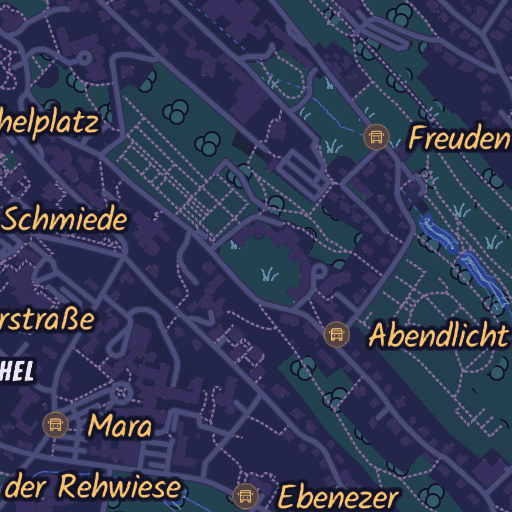 helplatz
Freuden
Schmiede
rstraße
Abendlicht
HEL
Mara
der Rehwiese
Ebenezer